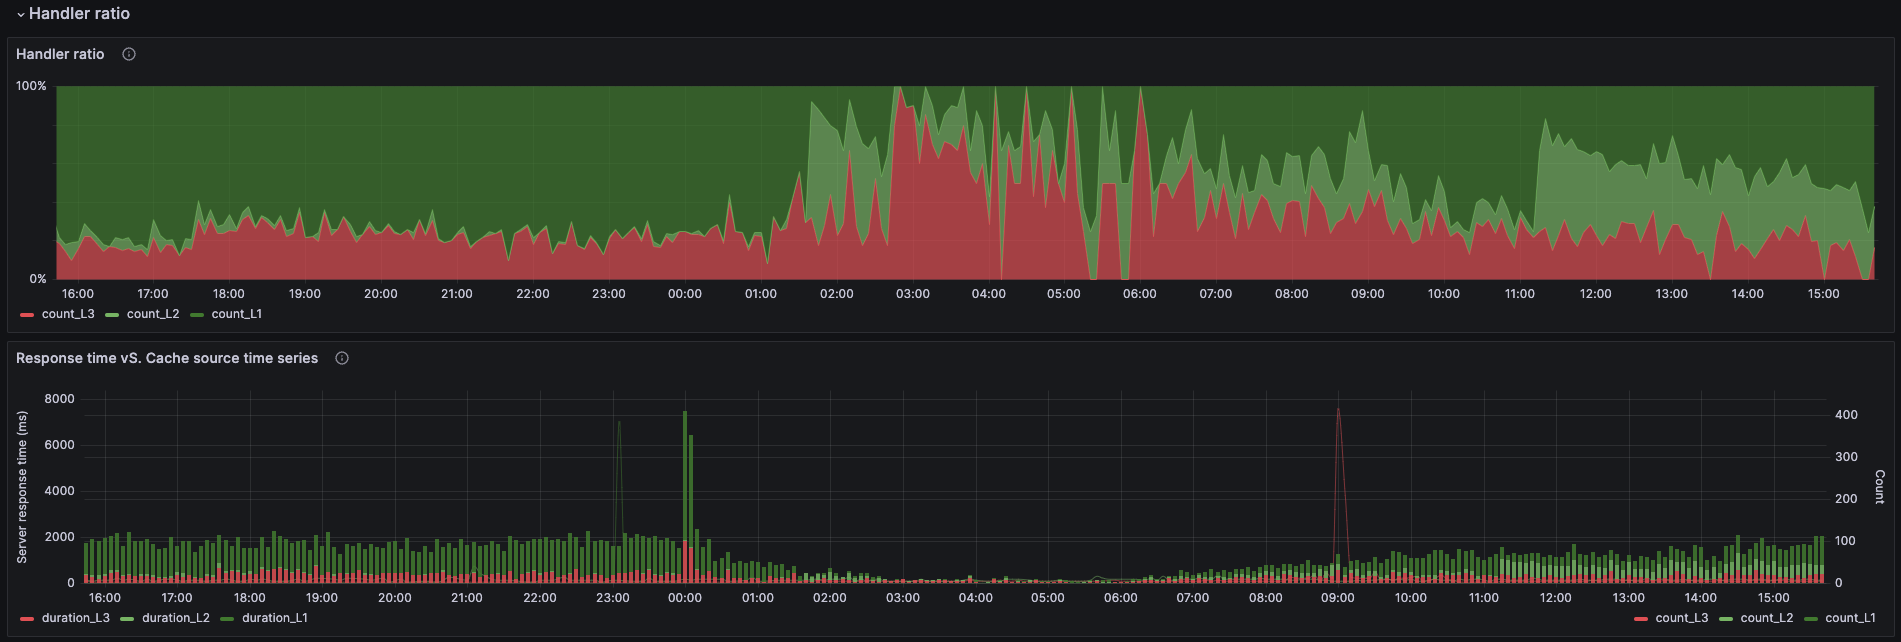 Handler ratio
Handler ratio
100%
0%
16:00 17:00 18:00 19:00 20:00 21:00 22:00 23:00 00:00 01:00 02:00 03:00 04:00 05:00 06:00 07:00 08:00 09:00 10:00 11:00 12:00 13:00 14:00 15:00
count_L3 count_L2 count_L1
Response time vS. Cache source time series
Server response time (ms)
8000
6000
4000
2000
0
400
300
200
100
0
Count
16:00 17:00 18:00 19:00 20:00 21:00 22:00 23:00 00:00 01:00 02:00 03:00 04:00 05:00 06:00 07:00 08:00 09:00 10:00 11:00 12:00 13:00 14:00 15:00
duration_L3 duration_L2 duration_L1 count_L3 count_L2 count_L1